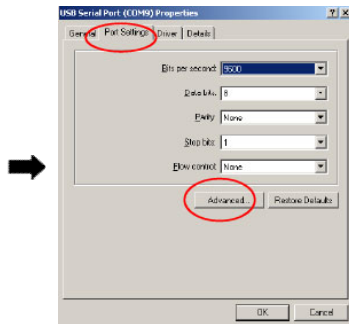 USB Serial Port (COM9) Properties
General Port Settings Driver Details
Bits per second: 9600
Data bits: 8
Parity: None
Stop bits: 1
Flow control: None
Advanced... Restore Defaults
OK Cancel